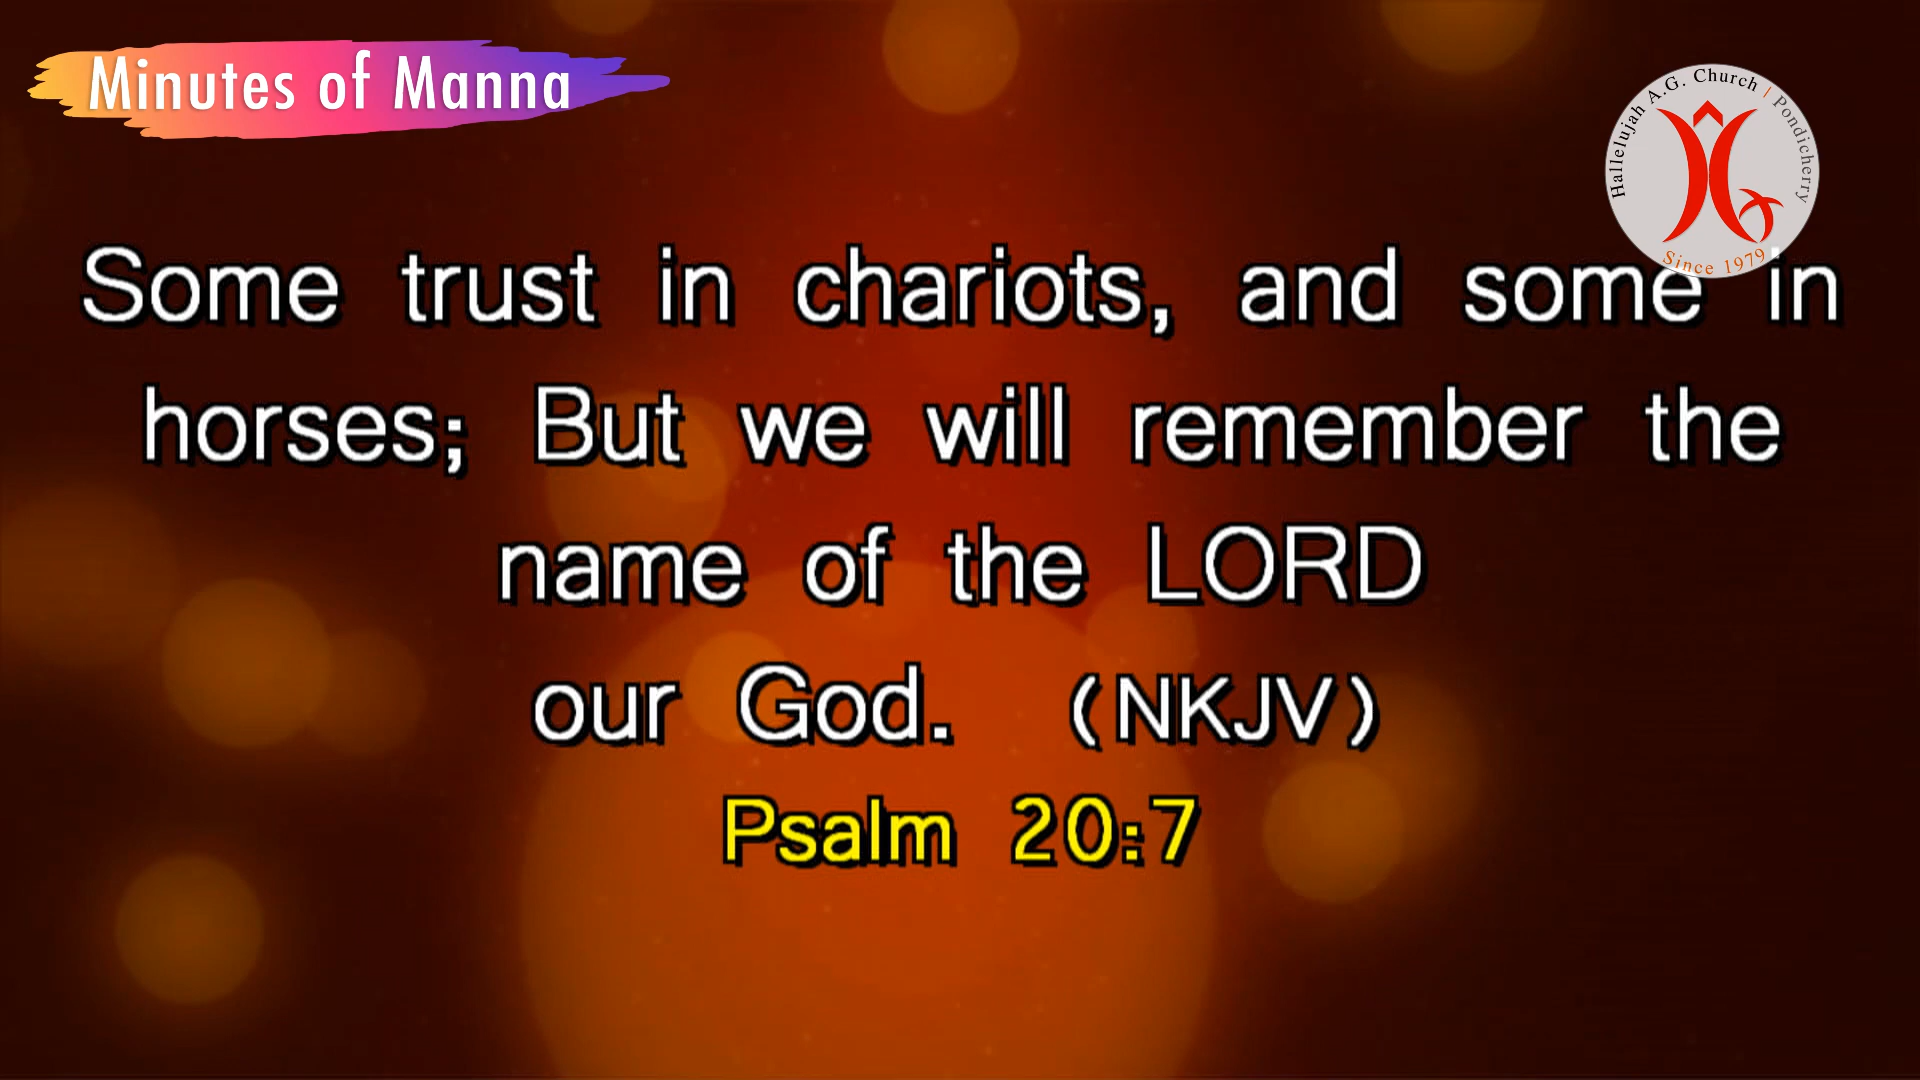 Minutes of Manna
Hallelujah A.G. Church | Pondicherry
Since 1979
Some trust in chariots, and some in
horses; But we will remember the
name of the LORD
our God. (NKJV)
Psalm 20:7